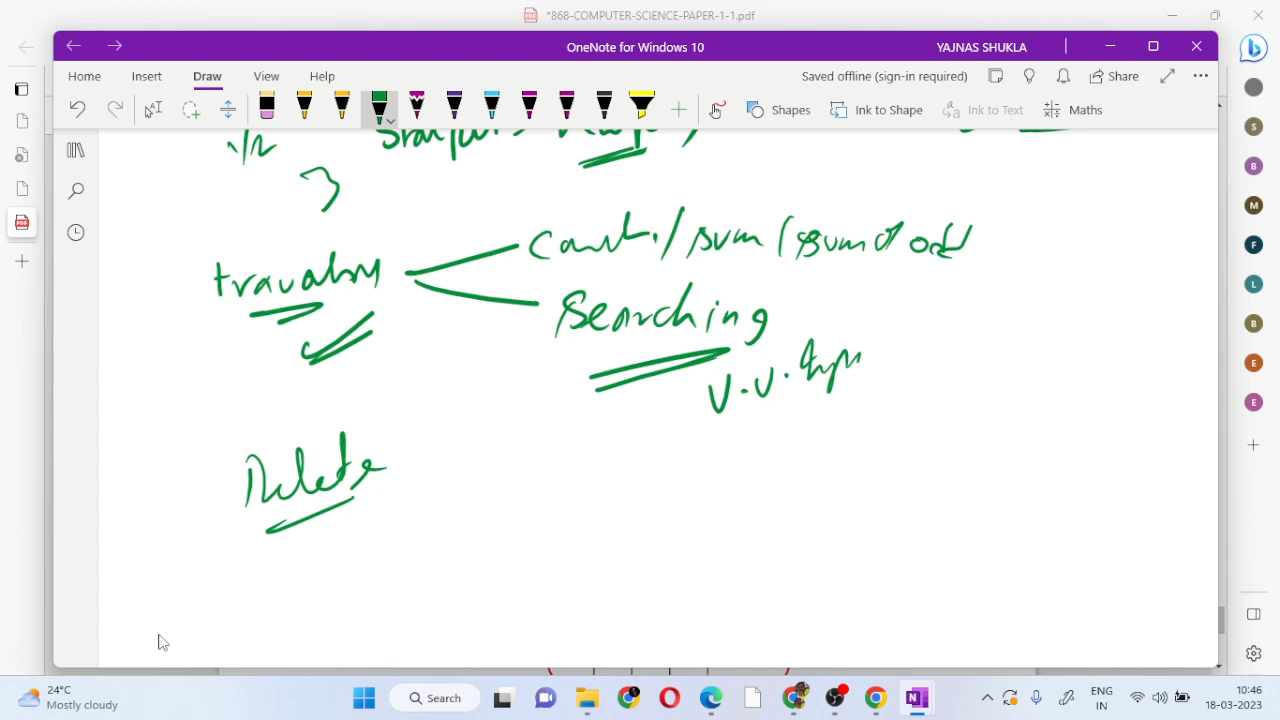 *868-COMPUTER-SCIENCE-PAPER-1-1.pdf
OneNote for Windows 10
YAJNAS SHUKLA
Home Insert Draw View Help
Saved offline (sign-in required) Share
Shapes Ink to Shape Ink to Text Maths
count / sum (sum of odd
searching
Delete
S
B
M
F
L
B
E
E
24°C
Mostly cloudy
Search
ENG
IN
10:46
18-03-2023